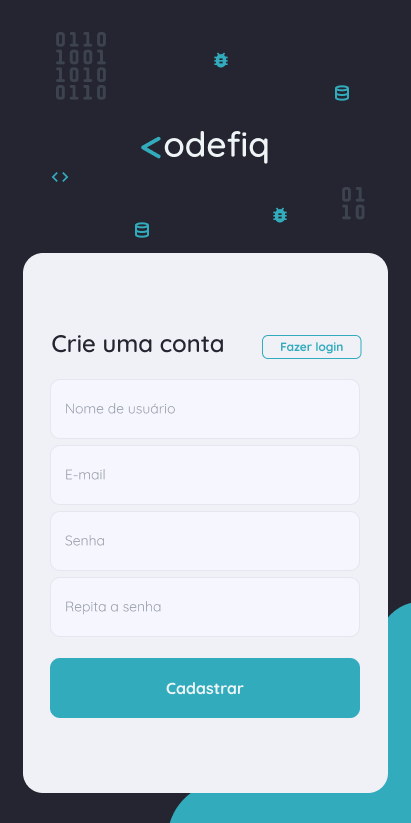 0110
1001
1010
0110
<odefiq
01
10
Crie uma conta
Fazer login
Nome de usuário
E-mail
Senha
Repita a senha
Cadastrar